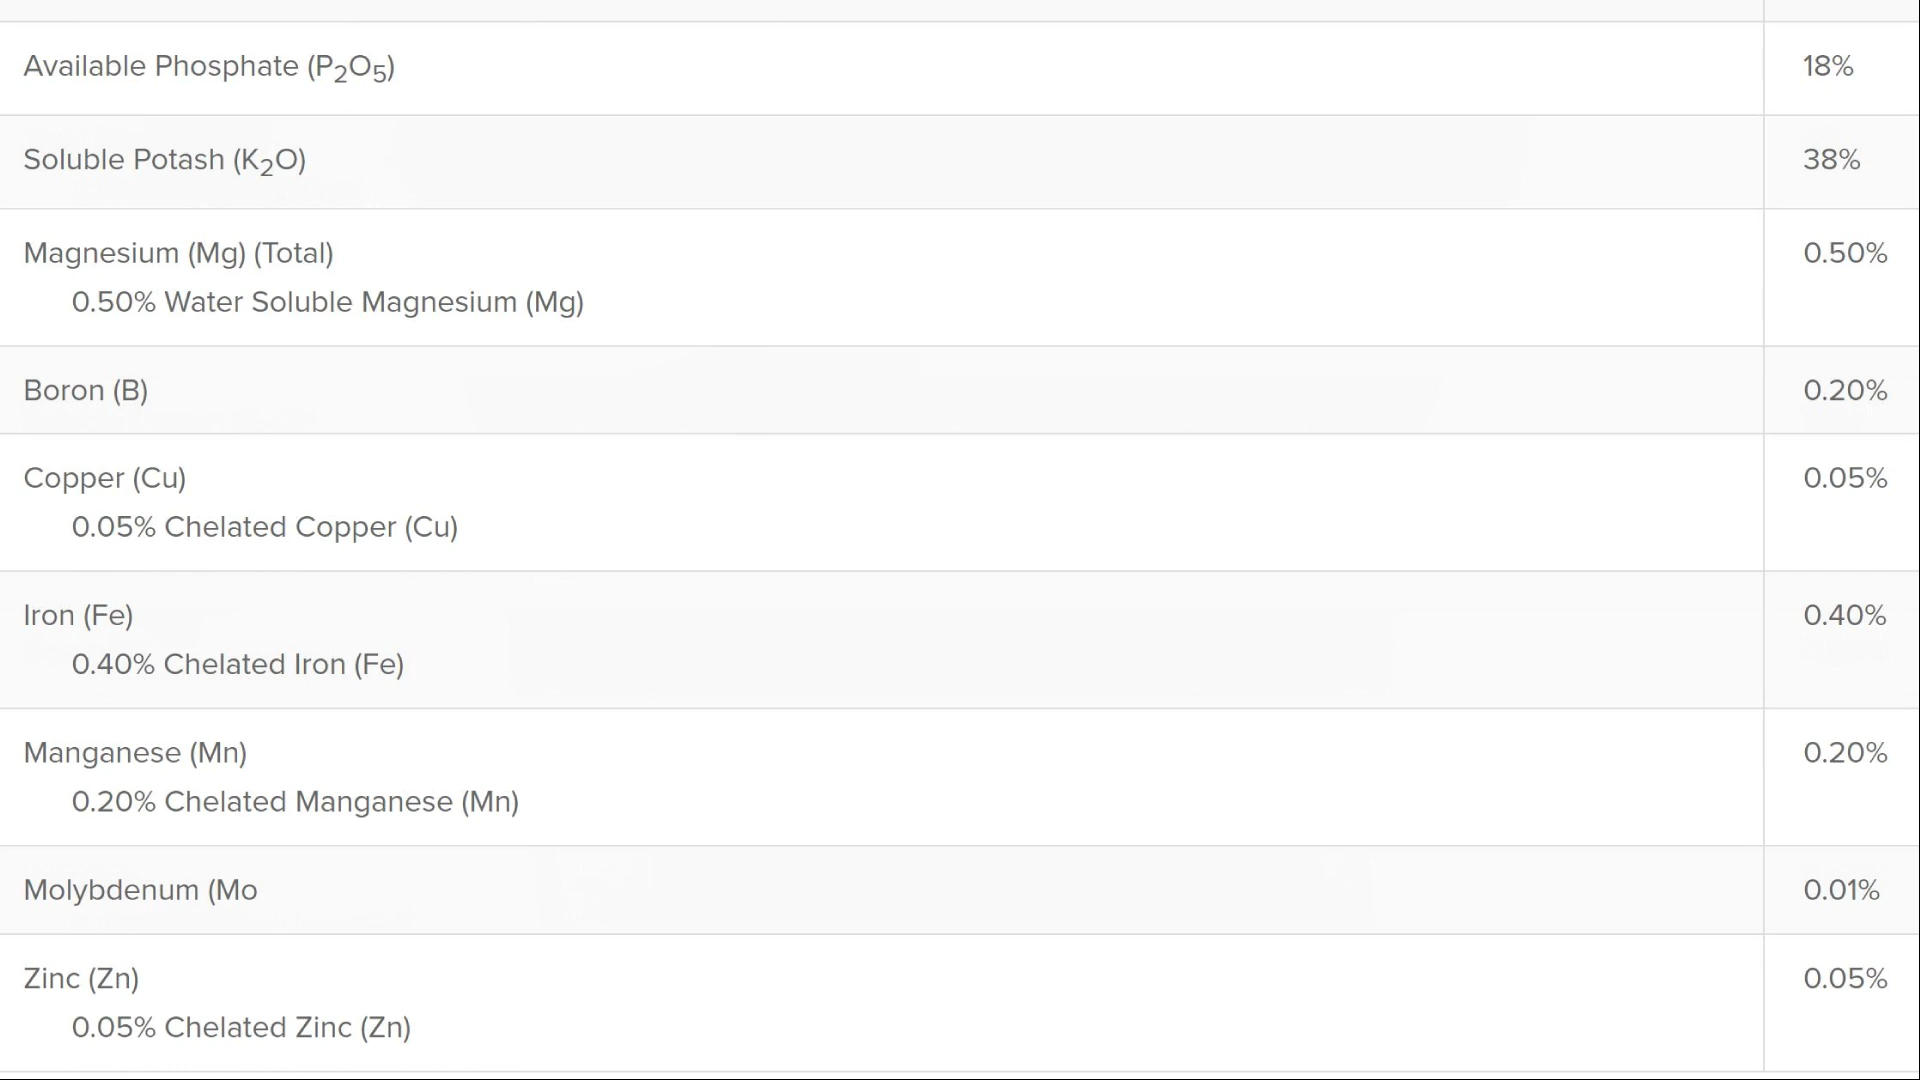 Available Phosphate (P₂O₅) 18%
Soluble Potash (K₂O) 38%
Magnesium (Mg) (Total) 0.50%
0.50% Water Soluble Magnesium (Mg)
Boron (B) 0.20%
Copper (Cu) 0.05%
0.05% Chelated Copper (Cu)
Iron (Fe) 0.40%
0.40% Chelated Iron (Fe)
Manganese (Mn) 0.20%
0.20% Chelated Manganese (Mn)
Molybdenum (Mo 0.01%
Zinc (Zn) 0.05%
0.05% Chelated Zinc (Zn)